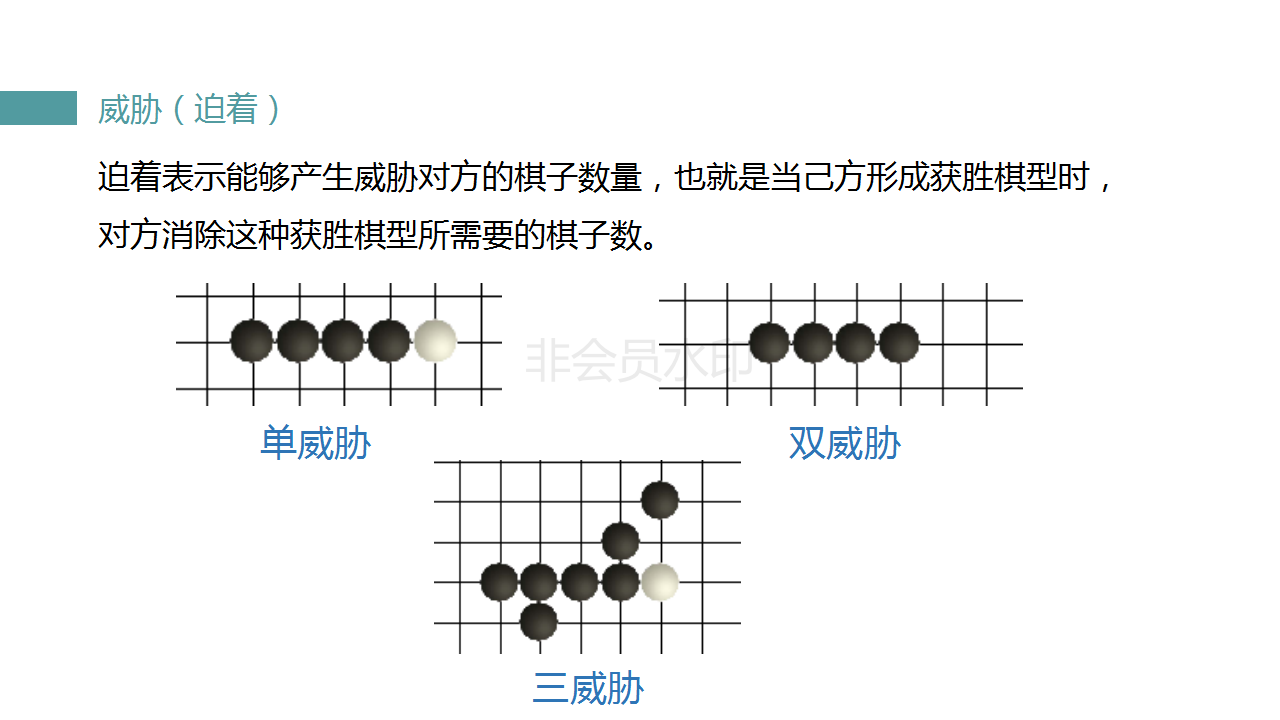 威胁（迫着）
迫着表示能够产生威胁对方的棋子数量，也就是当己方形成获胜棋型时，
对方消除这种获胜棋型所需要的棋子数。
非会员水印
单威胁
双威胁
三威胁